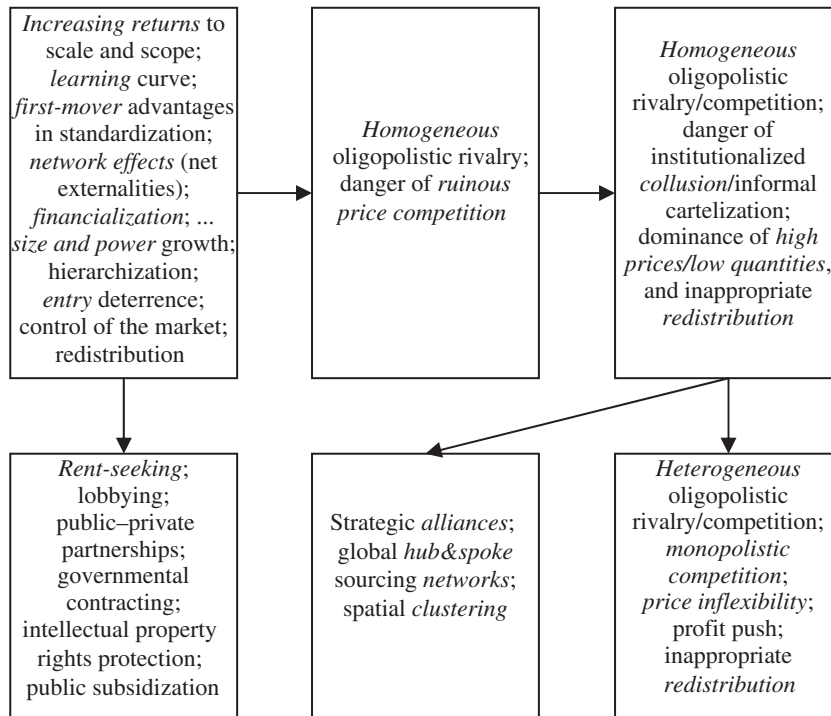 Increasing returns to
scale and scope;
learning curve;
first-mover advantages
in standardization;
network effects (net
externalities);
financialization; ...
size and power growth;
hierarchization;
entry deterrence;
control of the market;
redistribution
Homogeneous
oligopolistic rivalry;
danger of ruinous
price competition
Homogeneous
oligopolistic
rivalry/competition;
danger of
institutionalized
collusion/informal
cartelization;
dominance of high
prices/low quantities,
and inappropriate
redistribution
Rent-seeking;
lobbying;
public–private
partnerships;
governmental
contracting;
intellectual property
rights protection;
public subsidization
Strategic alliances;
global hub&spoke
sourcing networks;
spatial clustering
Heterogeneous
oligopolistic
rivalry/competition;
monopolistic
competition;
price inflexibility;
profit push;
inappropriate
redistribution